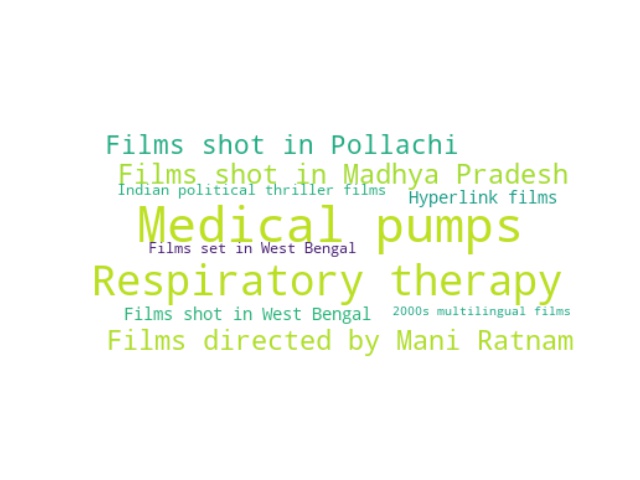 Films shot in Pollachi
Films shot in Madhya Pradesh
Indian political thriller films
Hyperlink films
Medical pumps
Films set in West Bengal
Respiratory therapy
Films shot in West Bengal
2000s multilingual films
Films directed by Mani Ratnam